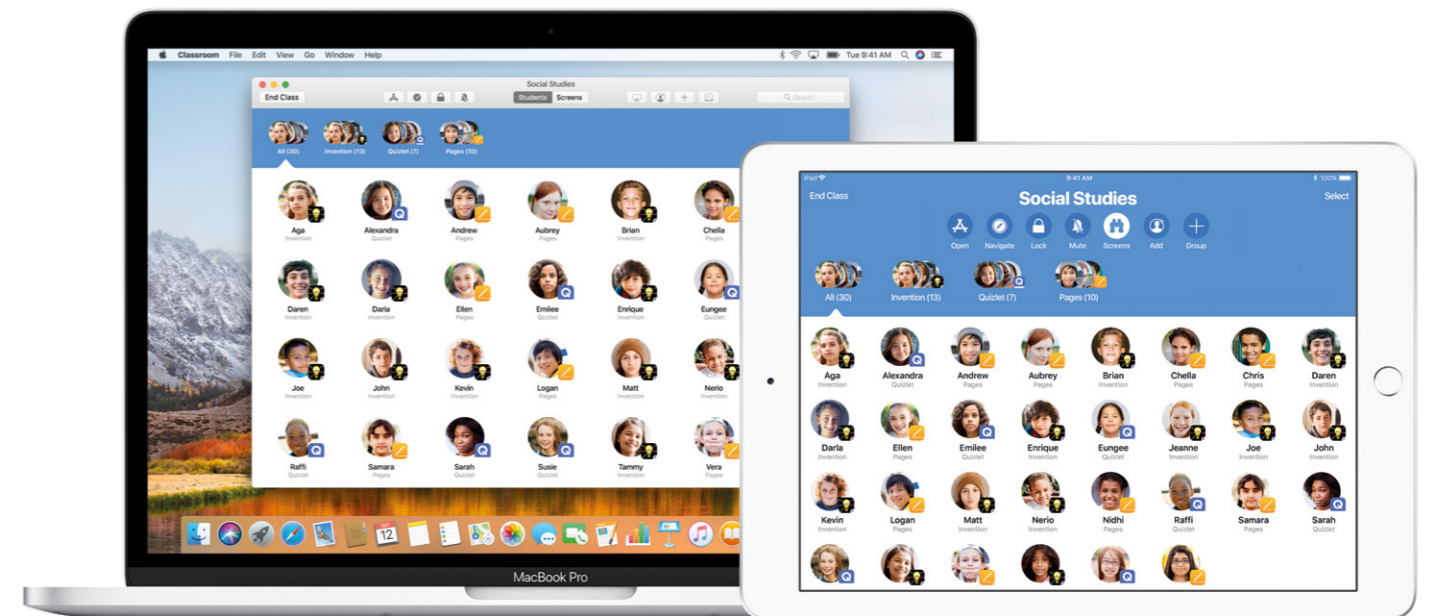 Classroom File Edit View Go Window Help Tue 9:41 AM
Social Studies
End Class Students Screens Search
All (30) Invention (13) Quizlet (7) Pages (10)
Aga Alexandra Andrew Aubrey Brian Chella
Invention Quizlet Pages Pages Invention Pages
Daren Darla Ellen Emilee Enrique Eungee
Invention Invention Pages Quizlet Invention Quizlet
Joe John Kevin Logan Matt Nerio
Invention Invention Invention Pages Invention Invention
Raffi Samara Sarah Susie Tammy Vera
Quizlet Pages Quizlet Quizlet Invention Pages
12
MacBook Pro
iPad 9:41 AM 100%
End Class Social Studies Select
Open Navigate Lock Mute Screens Add Group
All (30) Invention (13) Quizlet (7) Pages (10)
Aga Alexandra Andrew Aubrey Brian Chella Chris Daren
Invention Quizlet Pages Pages Invention Pages Pages Invention
Darla Ellen Emilee Enrique Eungee Jeanne Joe John
Invention Pages Quizlet Invention Quizlet Invention Invention Invention
Kevin Logan Matt Nerio Nidhi Raffi Samara Sarah
Invention Pages Invention Invention Pages Quizlet Pages Quizlet